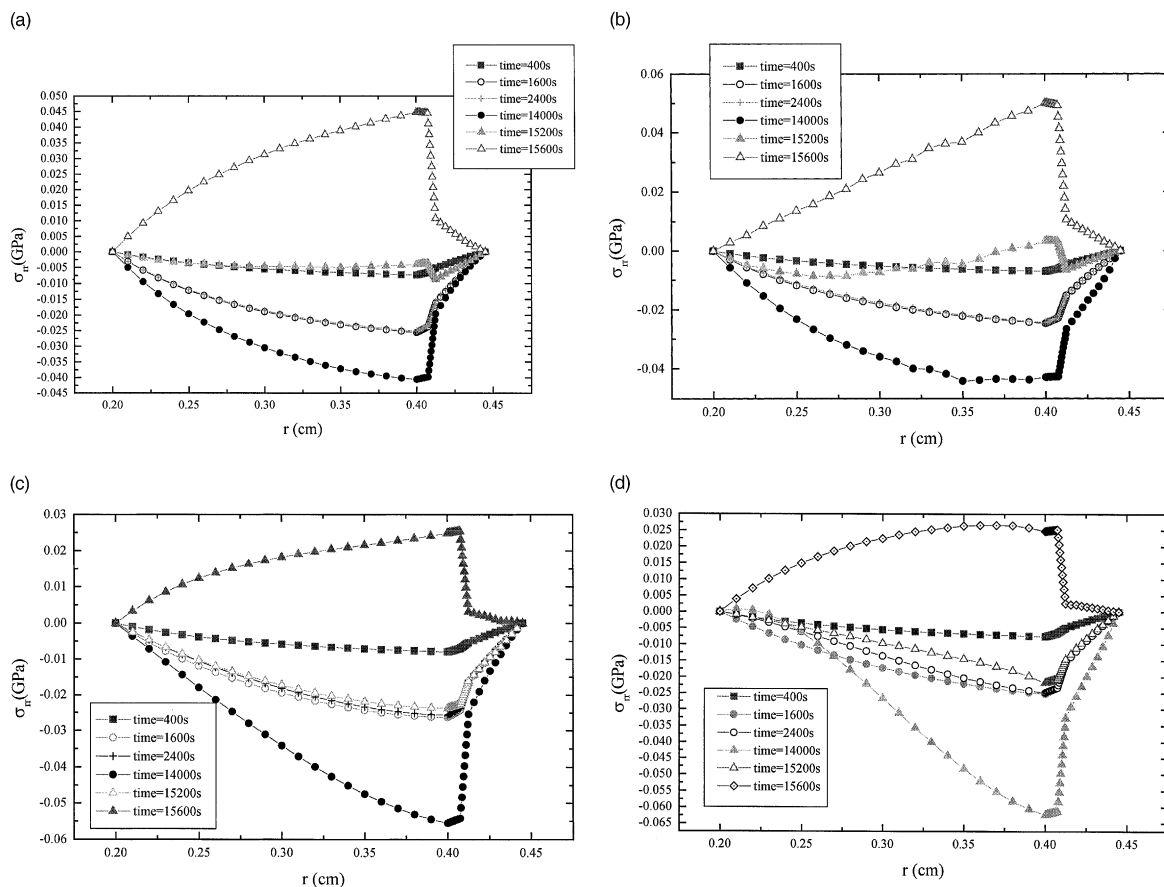 (a)
time=400s
time=1600s
time=2400s
time=14000s
time=15200s
time=15600s
0.050
0.045
0.040
0.035
0.030
0.025
0.020
0.015
0.010
0.005
0.000
-0.005
-0.010
-0.015
-0.020
-0.025
-0.030
-0.035
-0.040
-0.045
σrr(GPa)
0.20 0.25 0.30 0.35 0.40 0.45
r (cm)
(b)
time=400s
time=1600s
time=2400s
time=14000s
time=15200s
time=15600s
0.06
0.04
0.02
0.00
-0.02
-0.04
σrr(GPa)
0.20 0.25 0.30 0.35 0.40 0.45
r (cm)
(c)
0.03
0.02
0.01
0.00
-0.01
-0.02
-0.03
-0.04
-0.05
-0.06
σrr(GPa)
time=400s
time=1600s
time=2400s
time=14000s
time=15200s
time=15600s
0.20 0.25 0.30 0.35 0.40 0.45
r (cm)
(d)
0.030
0.025
0.020
0.015
0.010
0.005
0.000
-0.005
-0.010
-0.015
-0.020
-0.025
-0.030
-0.035
-0.040
-0.045
-0.050
-0.055
-0.060
-0.065
σrr(GPa)
time=400s
time=1600s
time=2400s
time=14000s
time=15200s
time=15600s
0.20 0.25 0.30 0.35 0.40 0.45
r (cm)